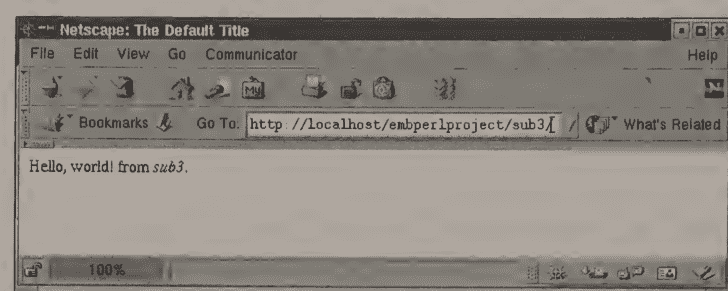 Netscape: The Default Title
File Edit View Go Communicator Help
My N
Bookmarks Go To: http://localhost/embperlproject/sub3/ What's Related
Hello, world! from sub3.
100%